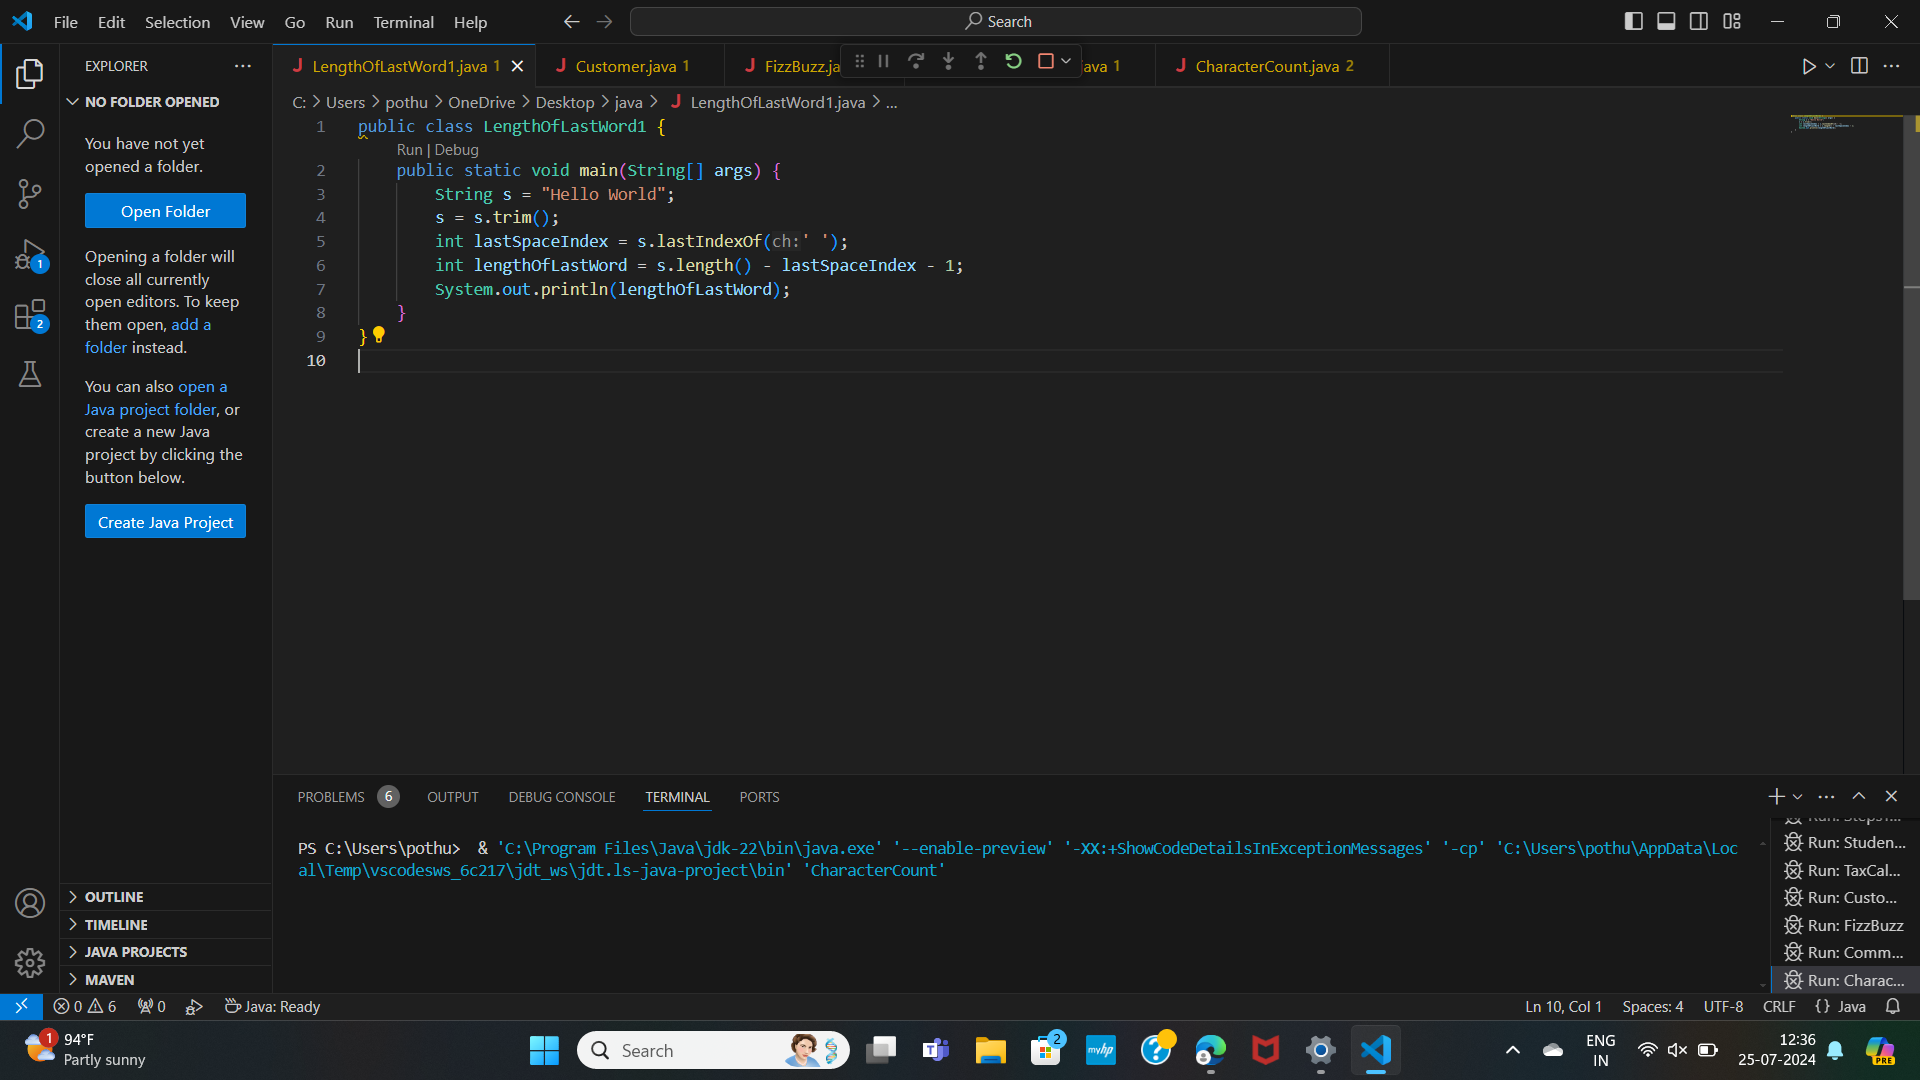 File Edit Selection View Go Run Terminal Help
Search
EXPLORER
NO FOLDER OPENED
You have not yet
opened a folder.
Open Folder
Opening a folder will
close all currently
open editors. To keep
them open, add a
folder instead.
You can also open a
Java project folder, or
create a new Java
project by clicking the
button below.
Create Java Project
OUTLINE
TIMELINE
JAVA PROJECTS
MAVEN
1
2
LengthOfLastWord1.java 1
Customer.java 1
FizzBuzz.ja
ava 1
CharacterCount.java 2
C: > Users > pothu > OneDrive > Desktop > java > LengthOfLastWord1.java > ...
1 public class LengthOfLastWord1 {
Run | Debug
2 public static void main(String[] args) {
3 String s = "Hello World";
4 s = s.trim();
5 int lastSpaceIndex = s.lastIndexOf(ch:' ');
6 int lengthOfLastWord = s.length() - lastSpaceIndex - 1;
7 System.out.println(lengthOfLastWord);
8 }
9 }
10
PROBLEMS 6 OUTPUT DEBUG CONSOLE TERMINAL PORTS
PS C:\Users\pothu>  & 'C:\Program Files\Java\jdk-22\bin\java.exe' '--enable-preview' '-XX:+ShowCodeDetailsInExceptionMessages' '-cp' 'C:\Users\pothu\AppData\Loc
al\Temp\vscodesws_6c217\jdt_ws\jdt.ls-java-project\bin' 'CharacterCount'
Run: Studen...
Run: TaxCal...
Run: Custo...
Run: FizzBuzz
Run: Comm...
Run: Charac...
0 6 0 Java: Ready
Ln 10, Col 1 Spaces: 4 UTF-8 CRLF {} Java
1 94°F
Partly sunny
Search
2
myhp
ENG
IN
12:36
25-07-2024
PRE